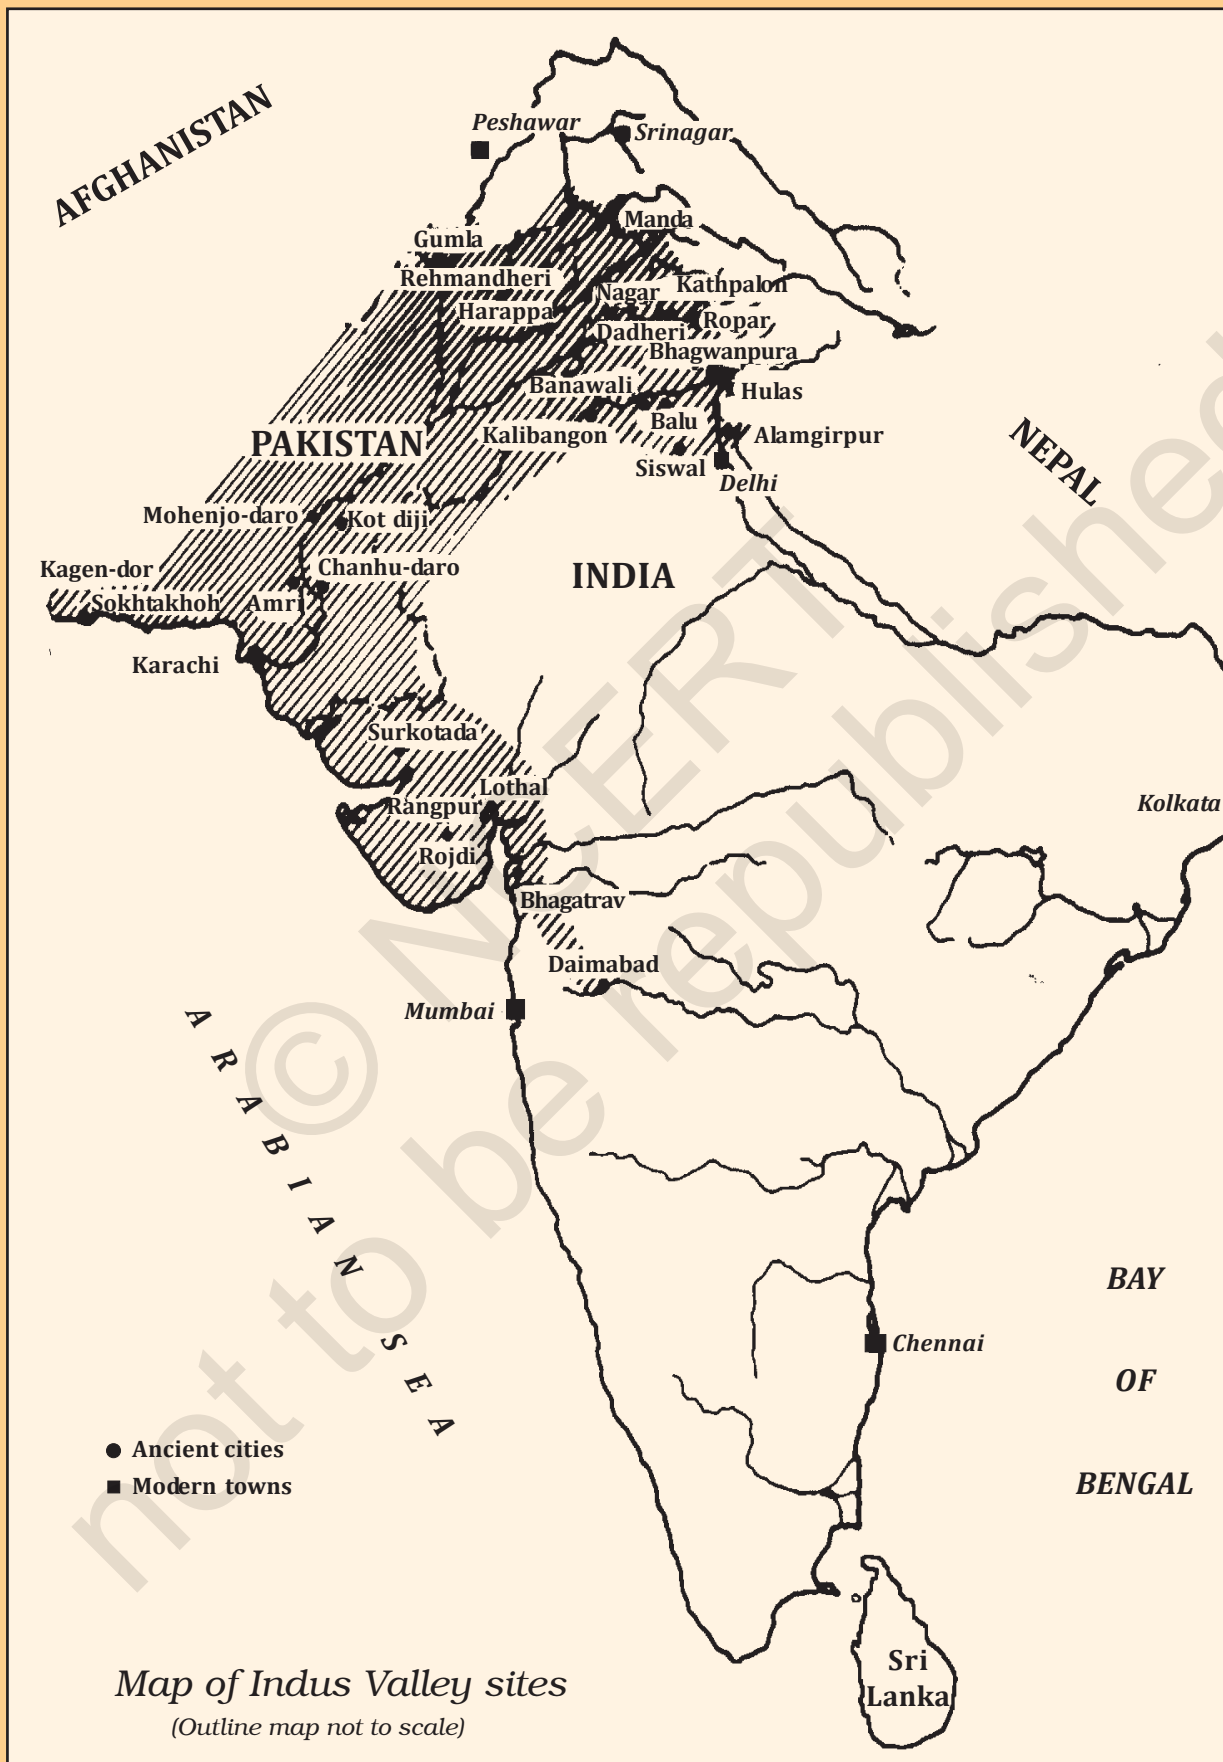 AFGHANISTAN
Peshawar
Srinagar
Gumla
Manda
Rehmandheri
Nagar
Kathpalon
Harappa
Dadheri
Ropar
Bhagwanpura
Banawali
Hulas
PAKISTAN
Kalibangon
Balu
Alamgirpur
Siswal
Delhi
NEPAL
Mohenjo-daro
Kot diji
Kagen-dor
Chanhu-daro
INDIA
Sokhtakhoh
Amri
Karachi
Surkotada
Lothal
Rangpur
Kolkata
Rojdi
Bhagatrav
Daimabad
Mumbai
ARABIAN SEA
BAY
OF
BENGAL
Chennai
Ancient cities
Modern towns
Sri
Lanka
Map of Indus Valley sites
(Outline map not to scale)
© NCERT
not to be republished